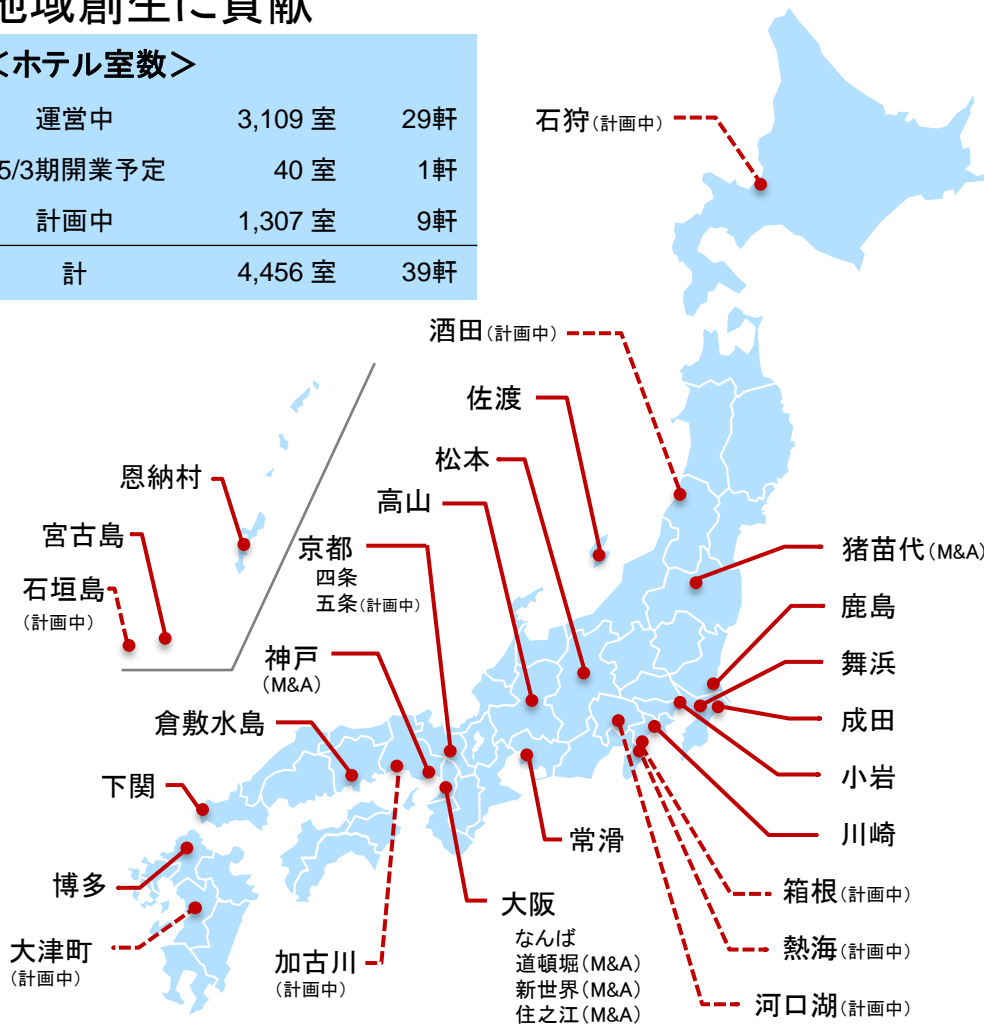 地域創生に貢献
＜ホテル室数＞
運営中 3,109 室 29軒
5/3期開業予定 40 室 1軒
計画中 1,307 室 9軒
計 4,456 室 39軒
石狩(計画中)
酒田(計画中)
佐渡
松本
高山
恩納村
宮古島
石垣島
(計画中)
京都
四条
五条(計画中)
神戸
(M&A)
倉敷水島
下関
博多
大津町
(計画中)
加古川
(計画中)
大阪
なんば
道頓堀(M&A)
新世界(M&A)
住之江(M&A)
常滑
猪苗代(M&A)
鹿島
舞浜
成田
小岩
川崎
箱根(計画中)
熱海(計画中)
河口湖(計画中)